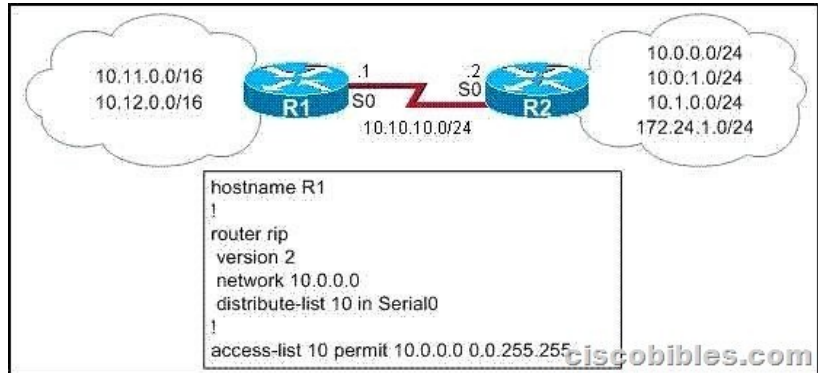 10.11.0.0/16
10.12.0.0/16
.1
S0
R1
10.10.10.0/24
.2
S0
R2
10.0.0.0/24
10.0.1.0/24
10.1.0.0/24
172.24.1.0/24
hostname R1
!
router rip
version 2
network 10.0.0.0
distribute-list 10 in Serial0
!
access-list 10 permit 10.0.0.0 0.0.255.255
ciscobibles.com